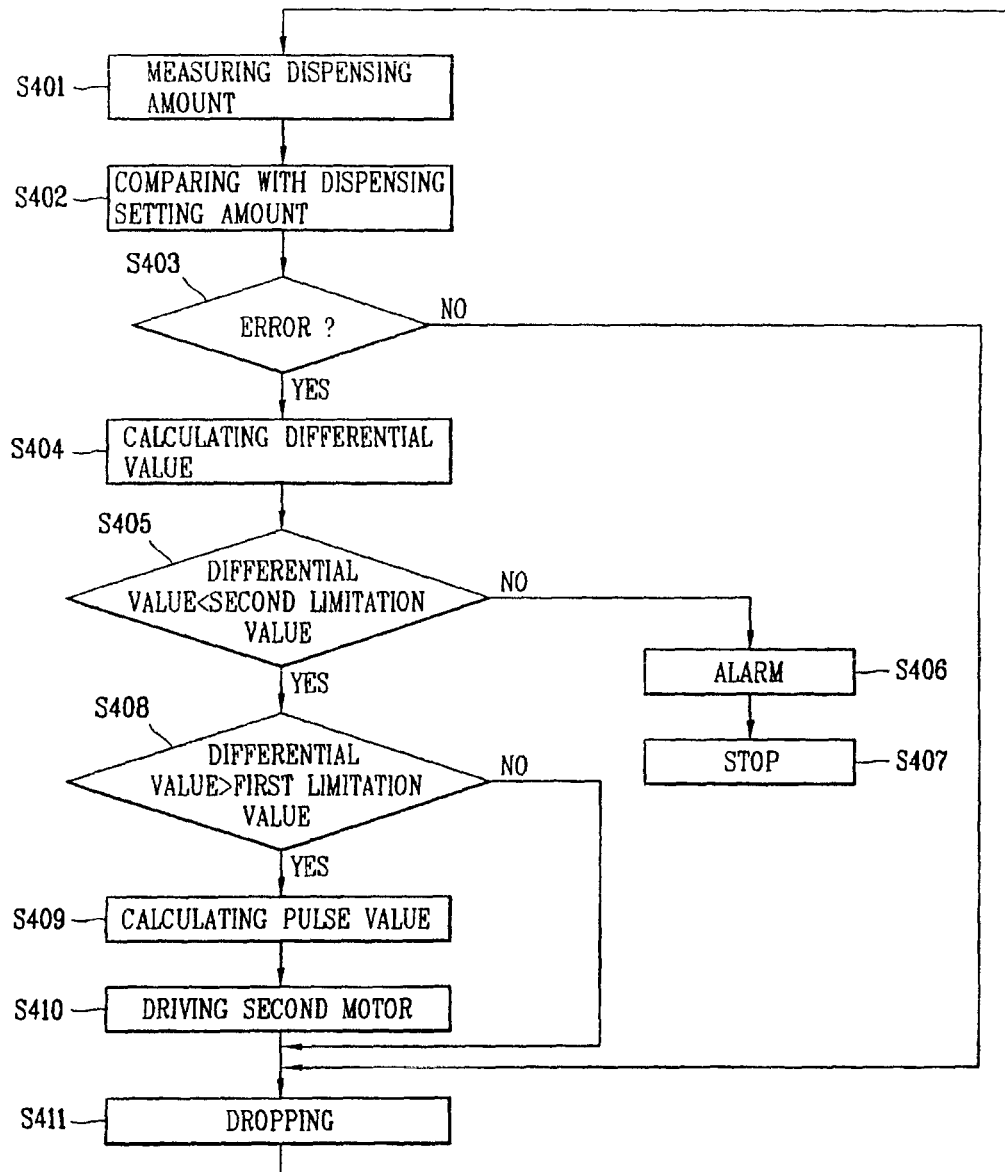 S401
MEASURING DISPENSING
AMOUNT
S402
COMPARING WITH DISPENSING
SETTING AMOUNT
S403
ERROR ?
NO
YES
S404
CALCULATING DIFFERENTIAL
VALUE
S405
DIFFERENTIAL
VALUE<SECOND LIMITATION
VALUE
NO
YES
ALARM
S406
STOP
S407
S408
DIFFERENTIAL
VALUE>FIRST LIMITATION
VALUE
NO
YES
S409
CALCULATING PULSE VALUE
S410
DRIVING SECOND MOTOR
S411
DROPPING